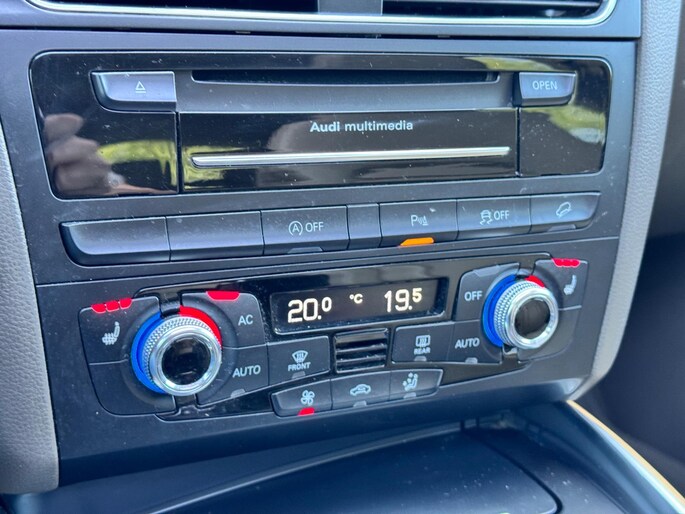 OPEN
Audi multimedia
A OFF
P
OFF
20.0 °C 19.5
AC
OFF
AUTO
FRONT
REAR
AUTO